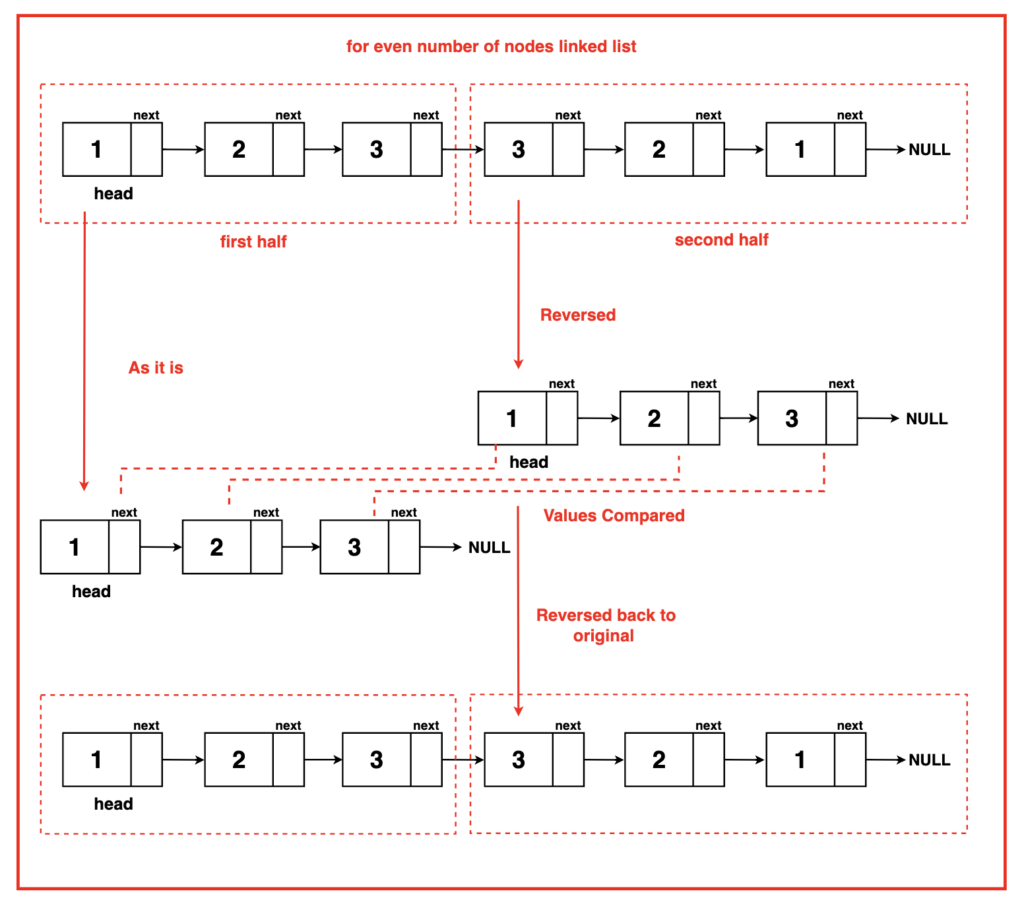 for even number of nodes linked list
next next next next next next
1 2 3 3 2 1 NULL
head
first half second half
Reversed
As it is
next next next
1 2 3 NULL
head
Values Compared
next next next
1 2 3 NULL
head
Reversed back to
original
next next next next next next
1 2 3 3 2 1 NULL
head